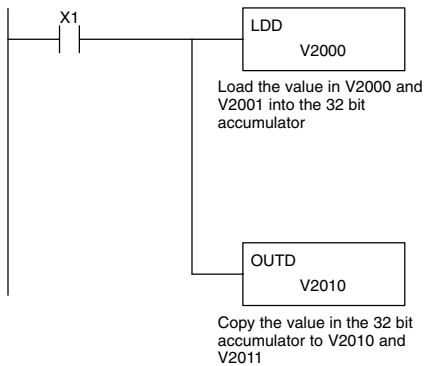 X1
LDD
V2000
Load the value in V2000 and
V2001 into the 32 bit
accumulator
OUTD
V2010
Copy the value in the 32 bit
accumulator to V2010 and
V2011